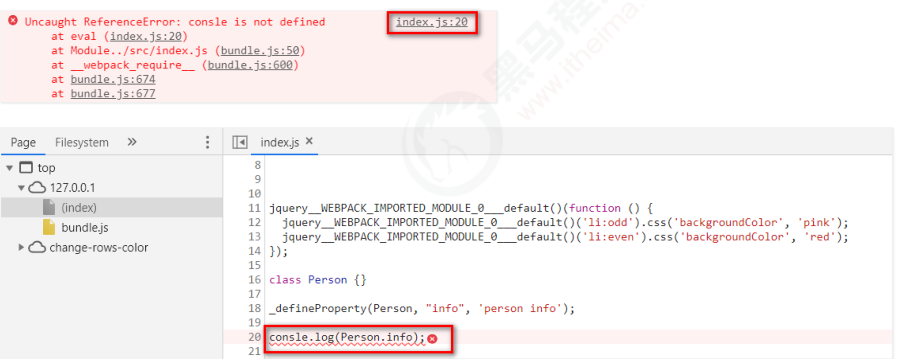 Uncaught ReferenceError: consle is not defined index.js:20
at eval (index.js:20)
at Module../src/index.js (bundle.js:50)
at __webpack_require__ (bundle.js:600)
at bundle.js:674
at bundle.js:677
黑马程
www.itheima.
Page Filesystem » index.js ×
top
127.0.0.1
(index)
bundle.js
change-rows-color
8
9
10
11 jquery__WEBPACK_IMPORTED_MODULE_0___default()(function () {
12 jquery__WEBPACK_IMPORTED_MODULE_0___default()('li:odd').css('backgroundColor', 'pink');
13 jquery__WEBPACK_IMPORTED_MODULE_0___default()('li:even').css('backgroundColor', 'red');
14 });
15
16 class Person {}
17
18 _defineProperty(Person, "info", 'person info');
19
20 consle.log(Person.info);
21